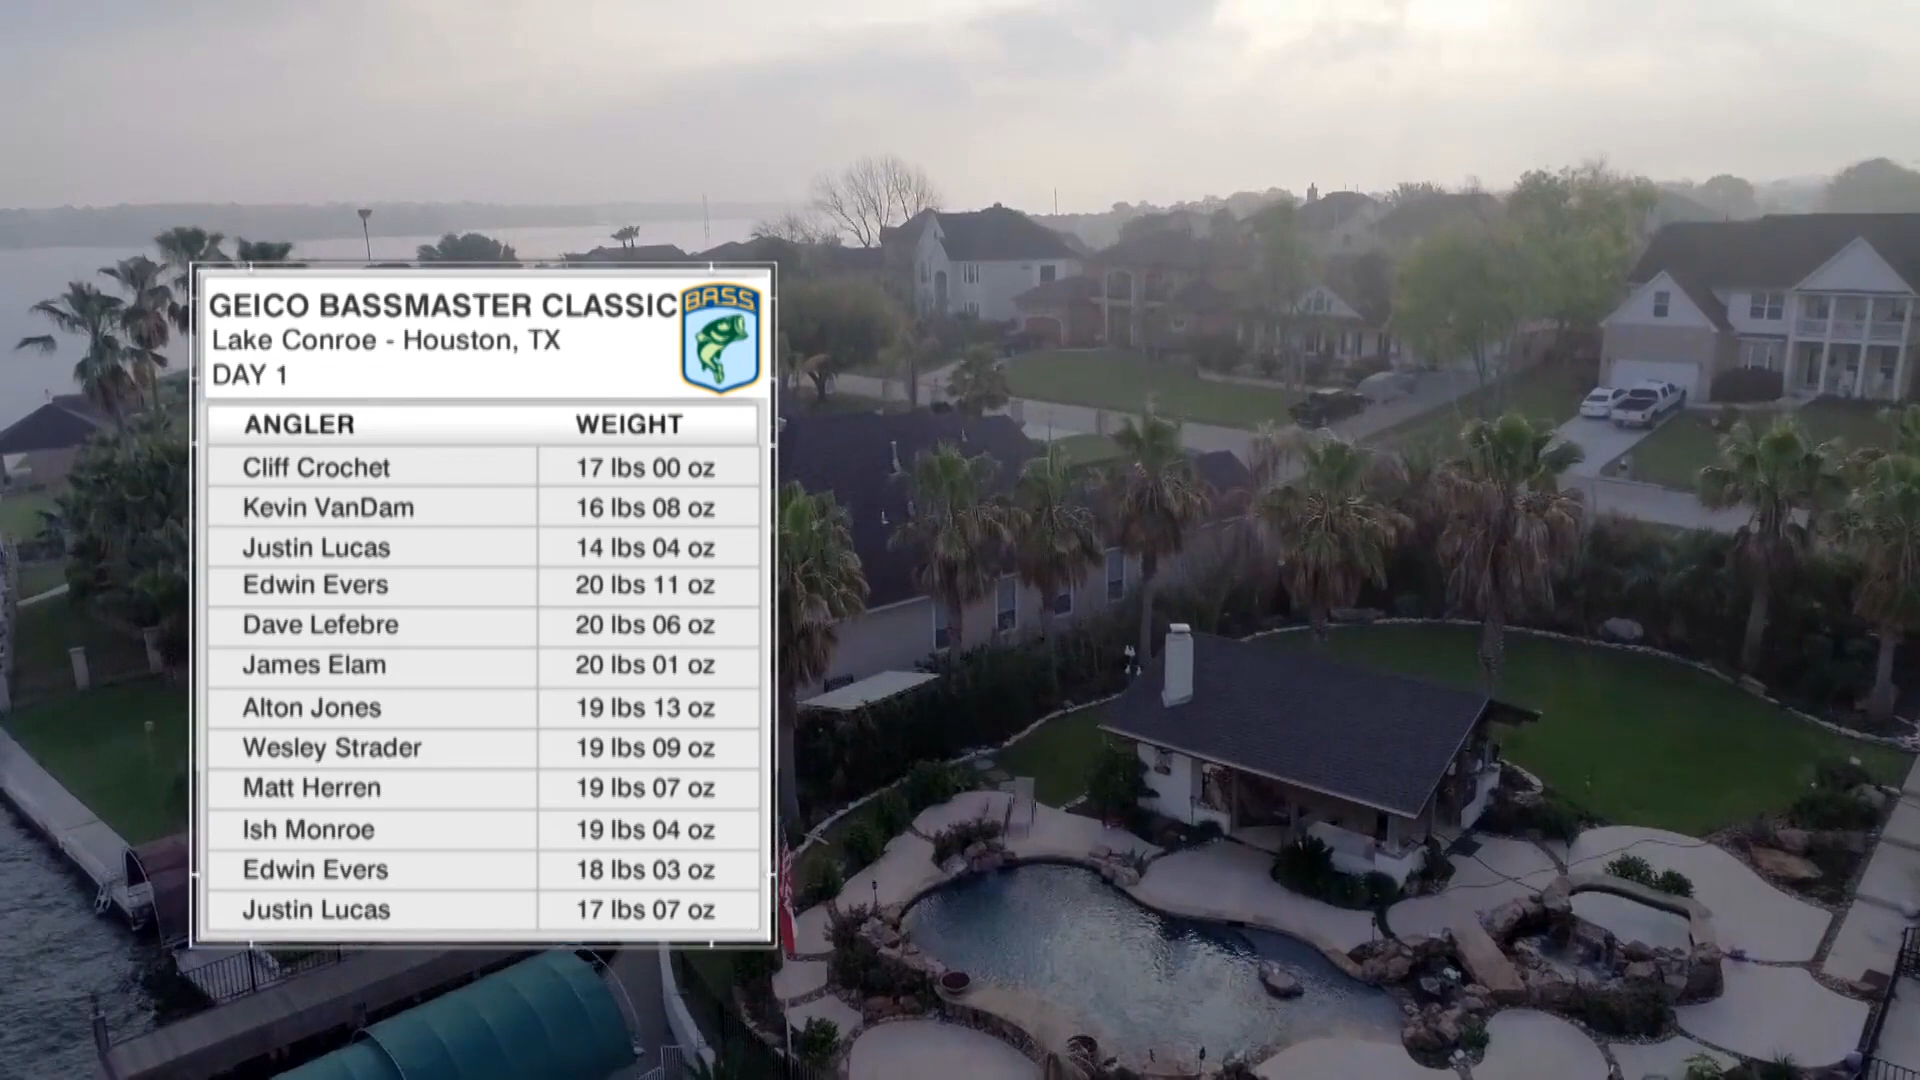 GEICO BASSMASTER CLASSIC
BASS
Lake Conroe - Houston, TX
DAY 1
ANGLER WEIGHT
Cliff Crochet 17 lbs 00 oz
Kevin VanDam 16 lbs 08 oz
Justin Lucas 14 lbs 04 oz
Edwin Evers 20 lbs 11 oz
Dave Lefebre 20 lbs 06 oz
James Elam 20 lbs 01 oz
Alton Jones 19 lbs 13 oz
Wesley Strader 19 lbs 09 oz
Matt Herren 19 lbs 07 oz
Ish Monroe 19 lbs 04 oz
Edwin Evers 18 lbs 03 oz
Justin Lucas 17 lbs 07 oz